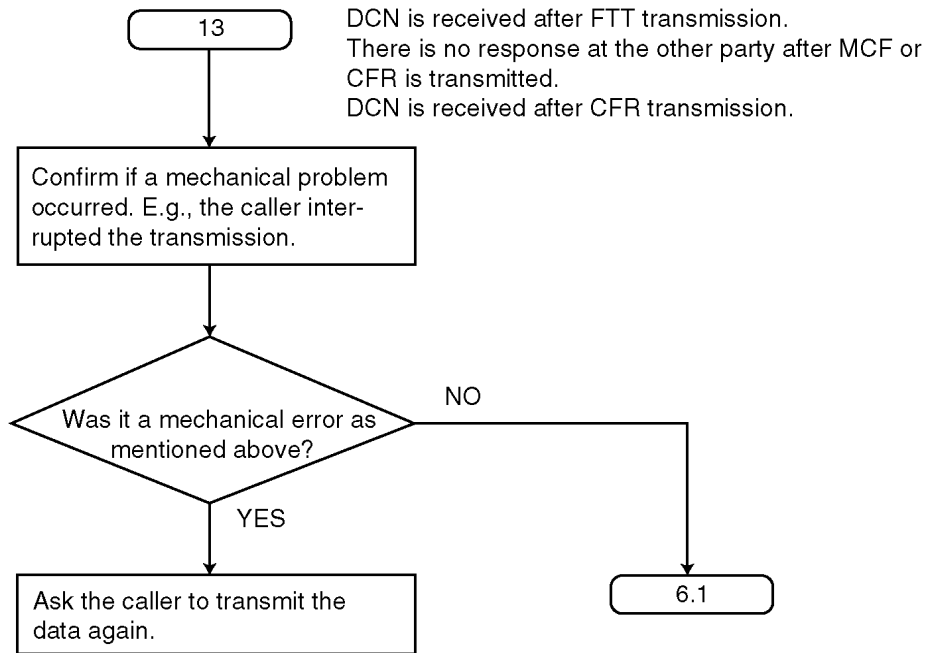 13
DCN is received after FTT transmission.
There is no response at the other party after MCF or
CFR is transmitted.
DCN is received after CFR transmission.
Confirm if a mechanical problem
occurred. E.g., the caller inter-
rupted the transmission.
Was it a mechanical error as
mentioned above?
NO
YES
Ask the caller to transmit the
data again.
6.1